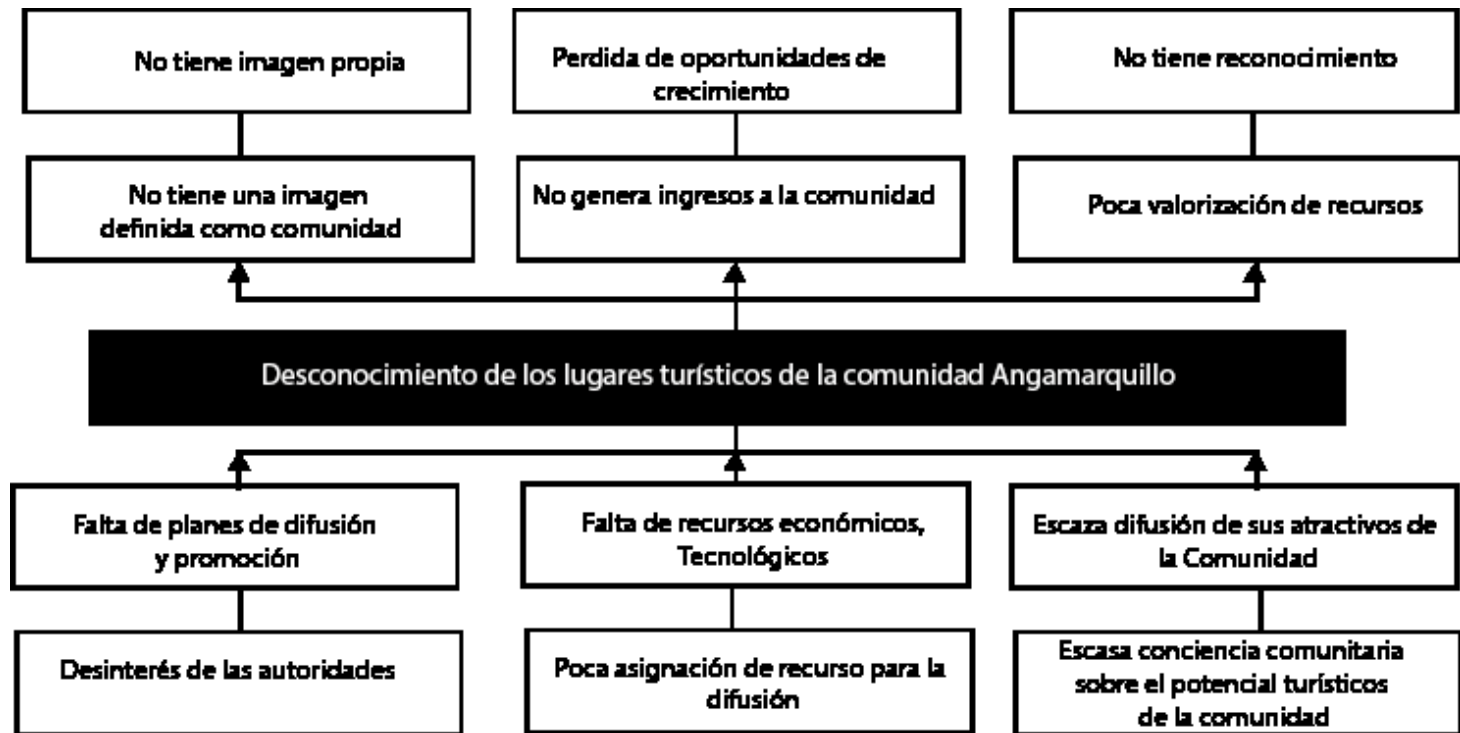 No tiene imagen propia
Perdida de oportunidades de
crecimiento
No tiene reconocimiento
No tiene una imagen
definida como comunidad
No genera ingresos a la comunidad
Poca valorización de recursos
Desconocimiento de los lugares turísticos de la comunidad Angamarquillo
Falta de planes de difusión
y promoción
Falta de recursos económicos,
Tecnológicos
Escaza difusión de sus atractivos de
la Comunidad
Desinterés de las autoridades
Poca asignación de recurso para la
difusión
Escasa conciencia comunitaria
sobre el potencial turísticos
de la comunidad